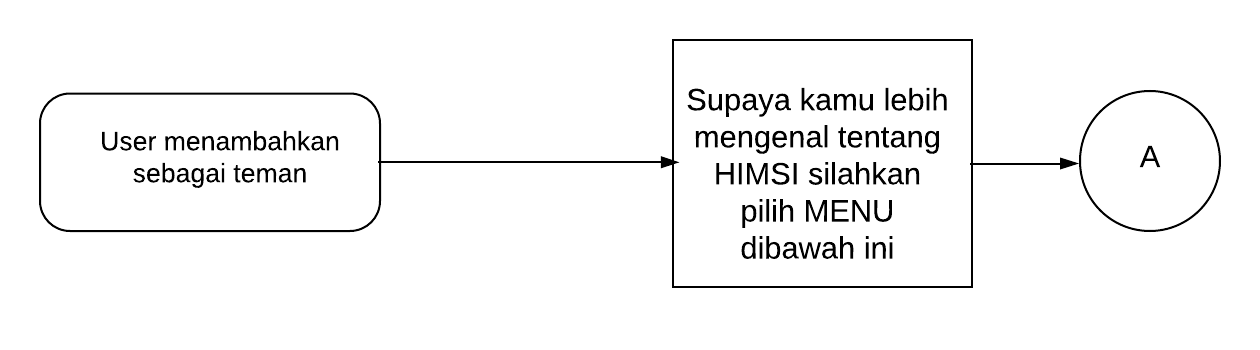 User menambahkan
sebagai teman
Supaya kamu lebih
mengenal tentang
HIMSI silahkan
pilih MENU
dibawah ini
A